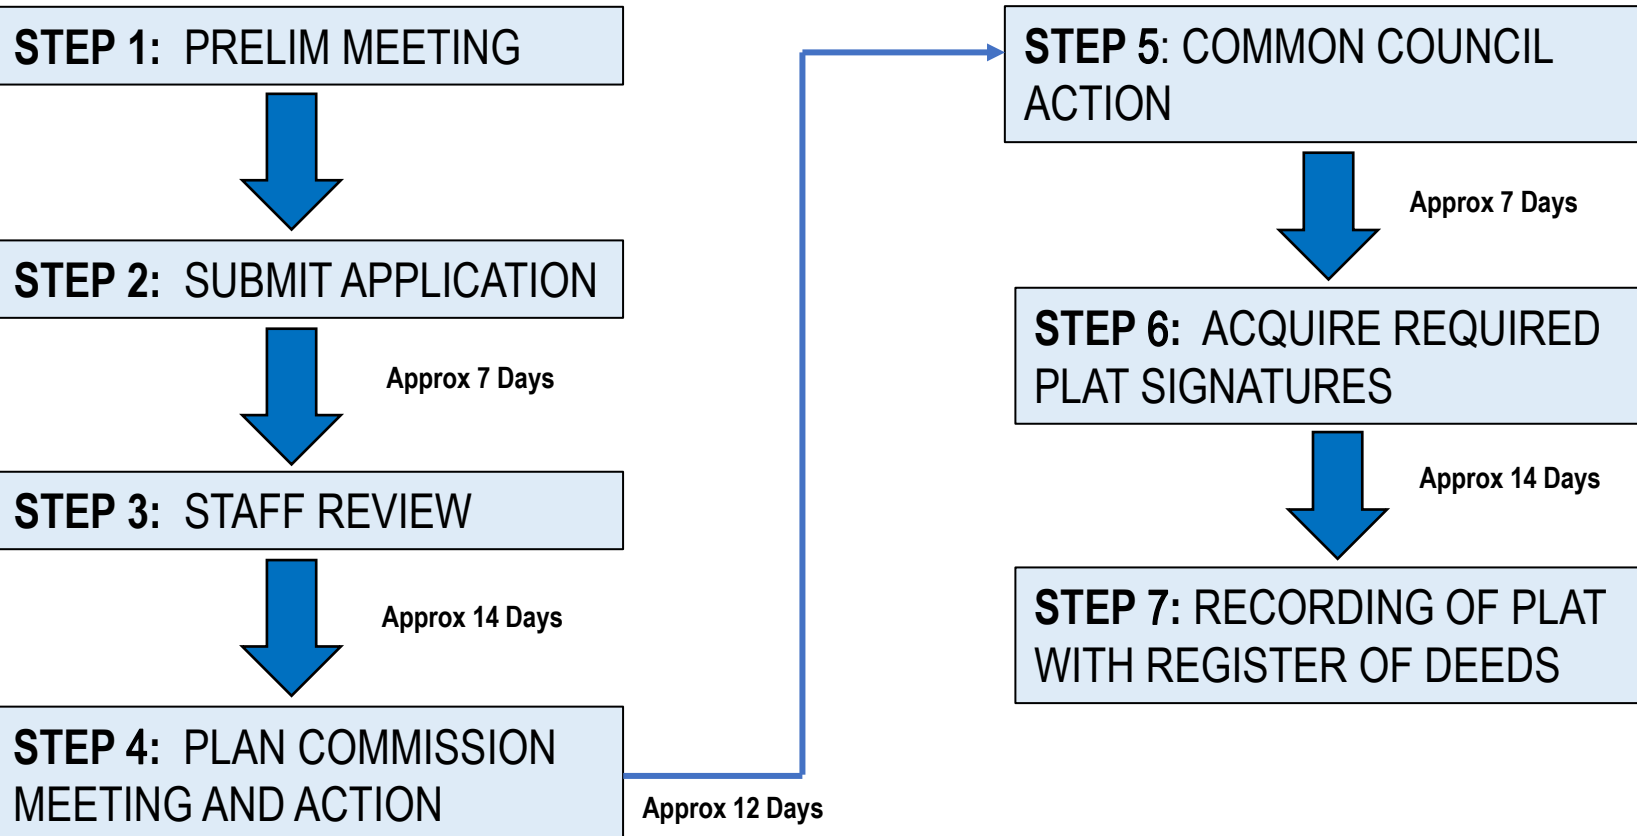 STEP 1: PRELIM MEETING
STEP 2: SUBMIT APPLICATION
Approx 7 Days
STEP 3: STAFF REVIEW
Approx 14 Days
STEP 4: PLAN COMMISSION
MEETING AND ACTION
Approx 12 Days
STEP 5: COMMON COUNCIL
ACTION
Approx 7 Days
STEP 6: ACQUIRE REQUIRED
PLAT SIGNATURES
Approx 14 Days
STEP 7: RECORDING OF PLAT
WITH REGISTER OF DEEDS